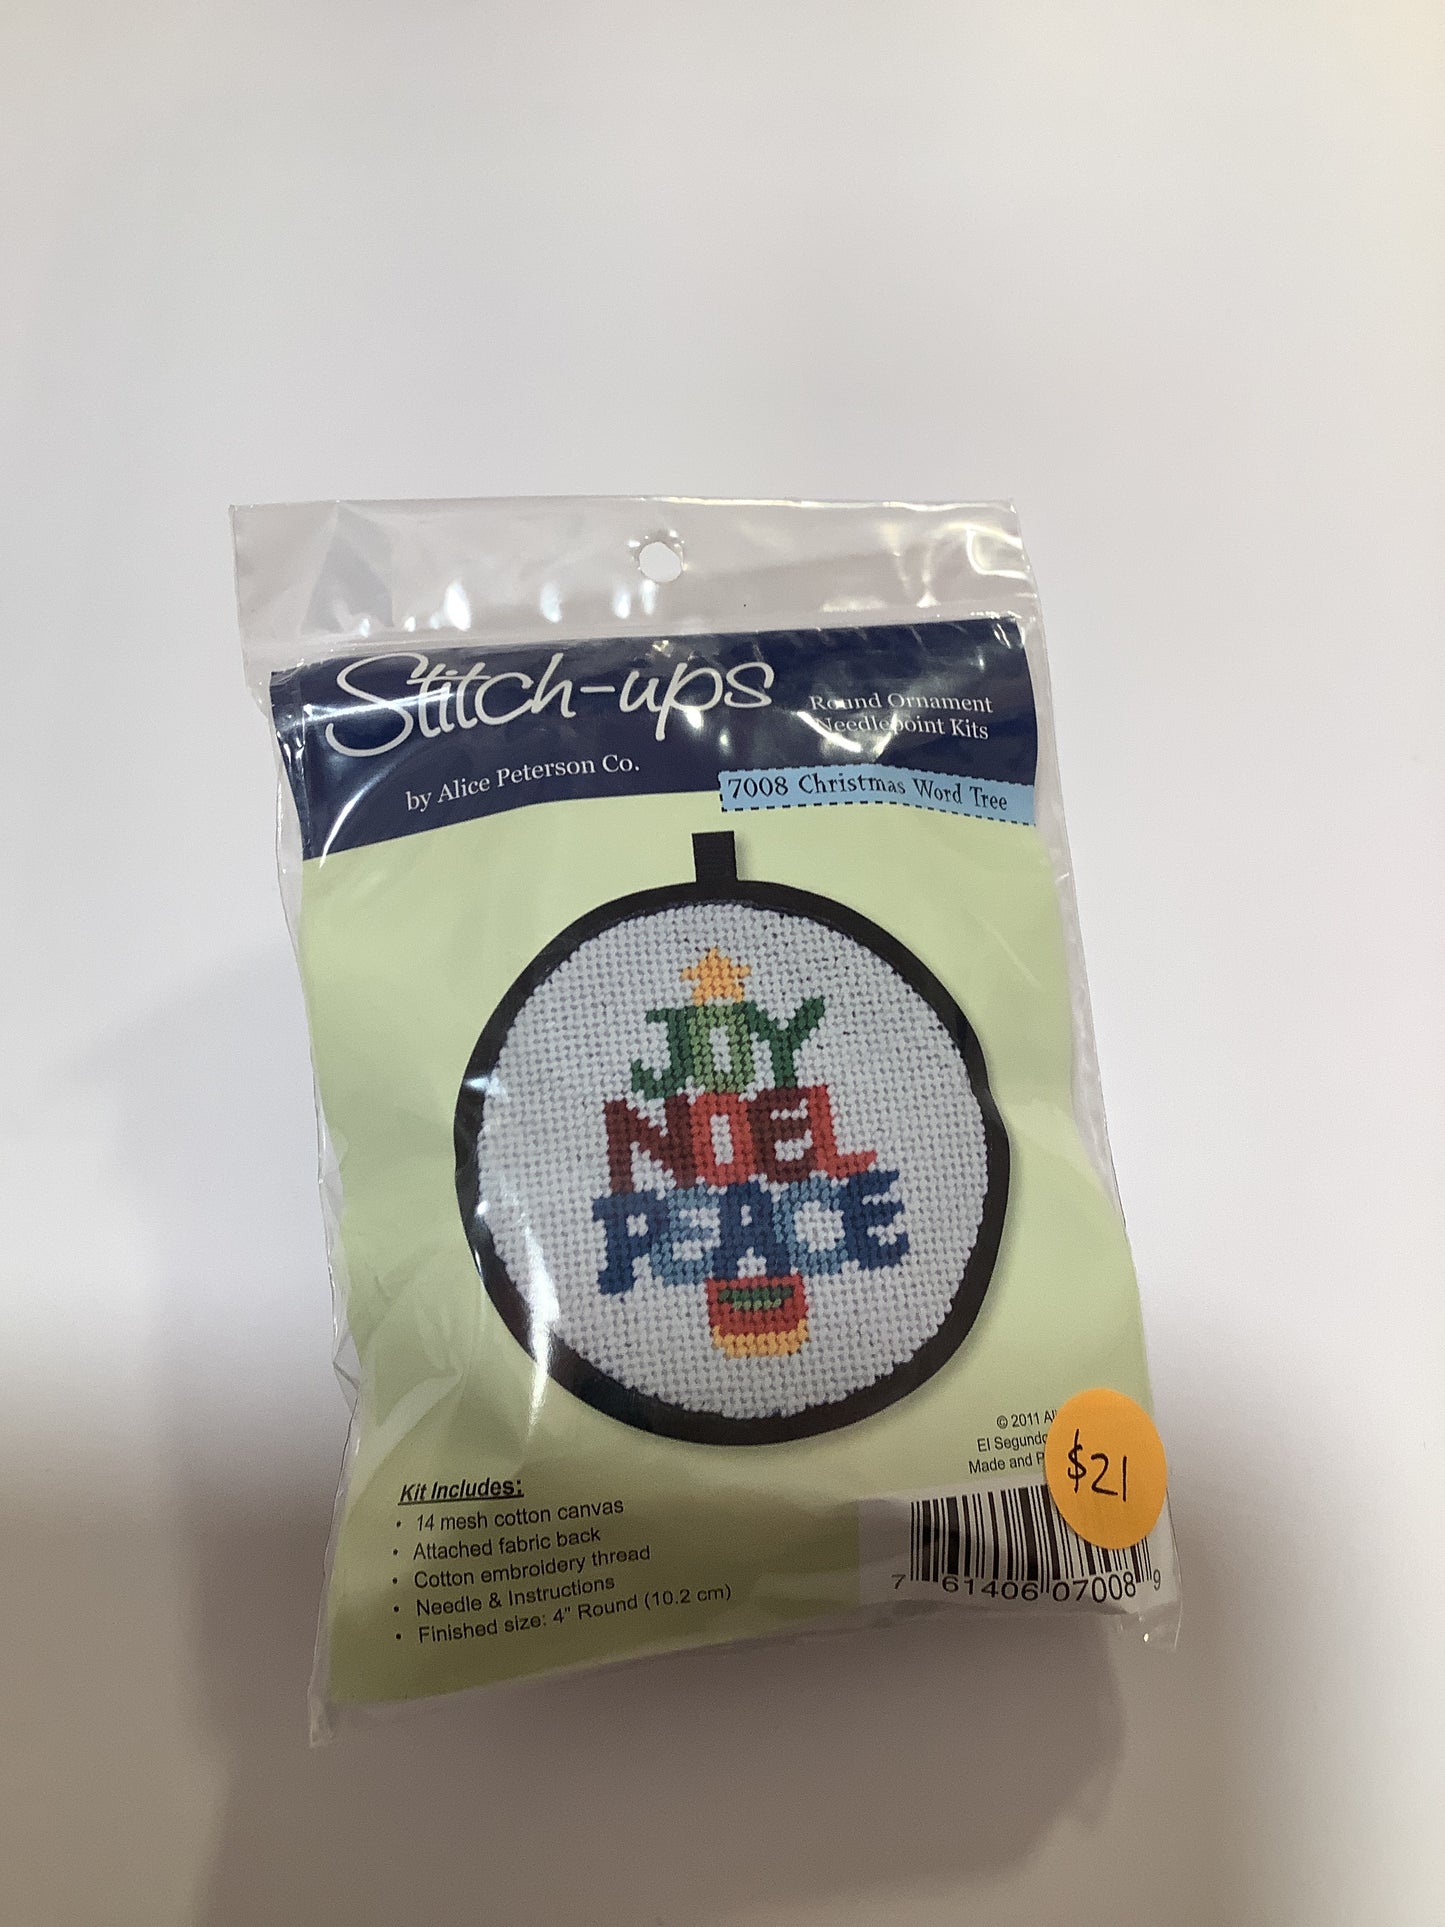 Stitch-ups
Round Ornament
Needlepoint Kits
by Alice Peterson Co.
7008 Christmas Word Tree
JOY
NOEL
PEACE
© 2011
El Segundo
Made and
$21
Kit Includes:
• 14 mesh cotton canvas
• Attached fabric back
• Cotton embroidery thread
• Needle & Instructions
• Finished size: 4" Round (10.2 cm)
7 61406 07008 9